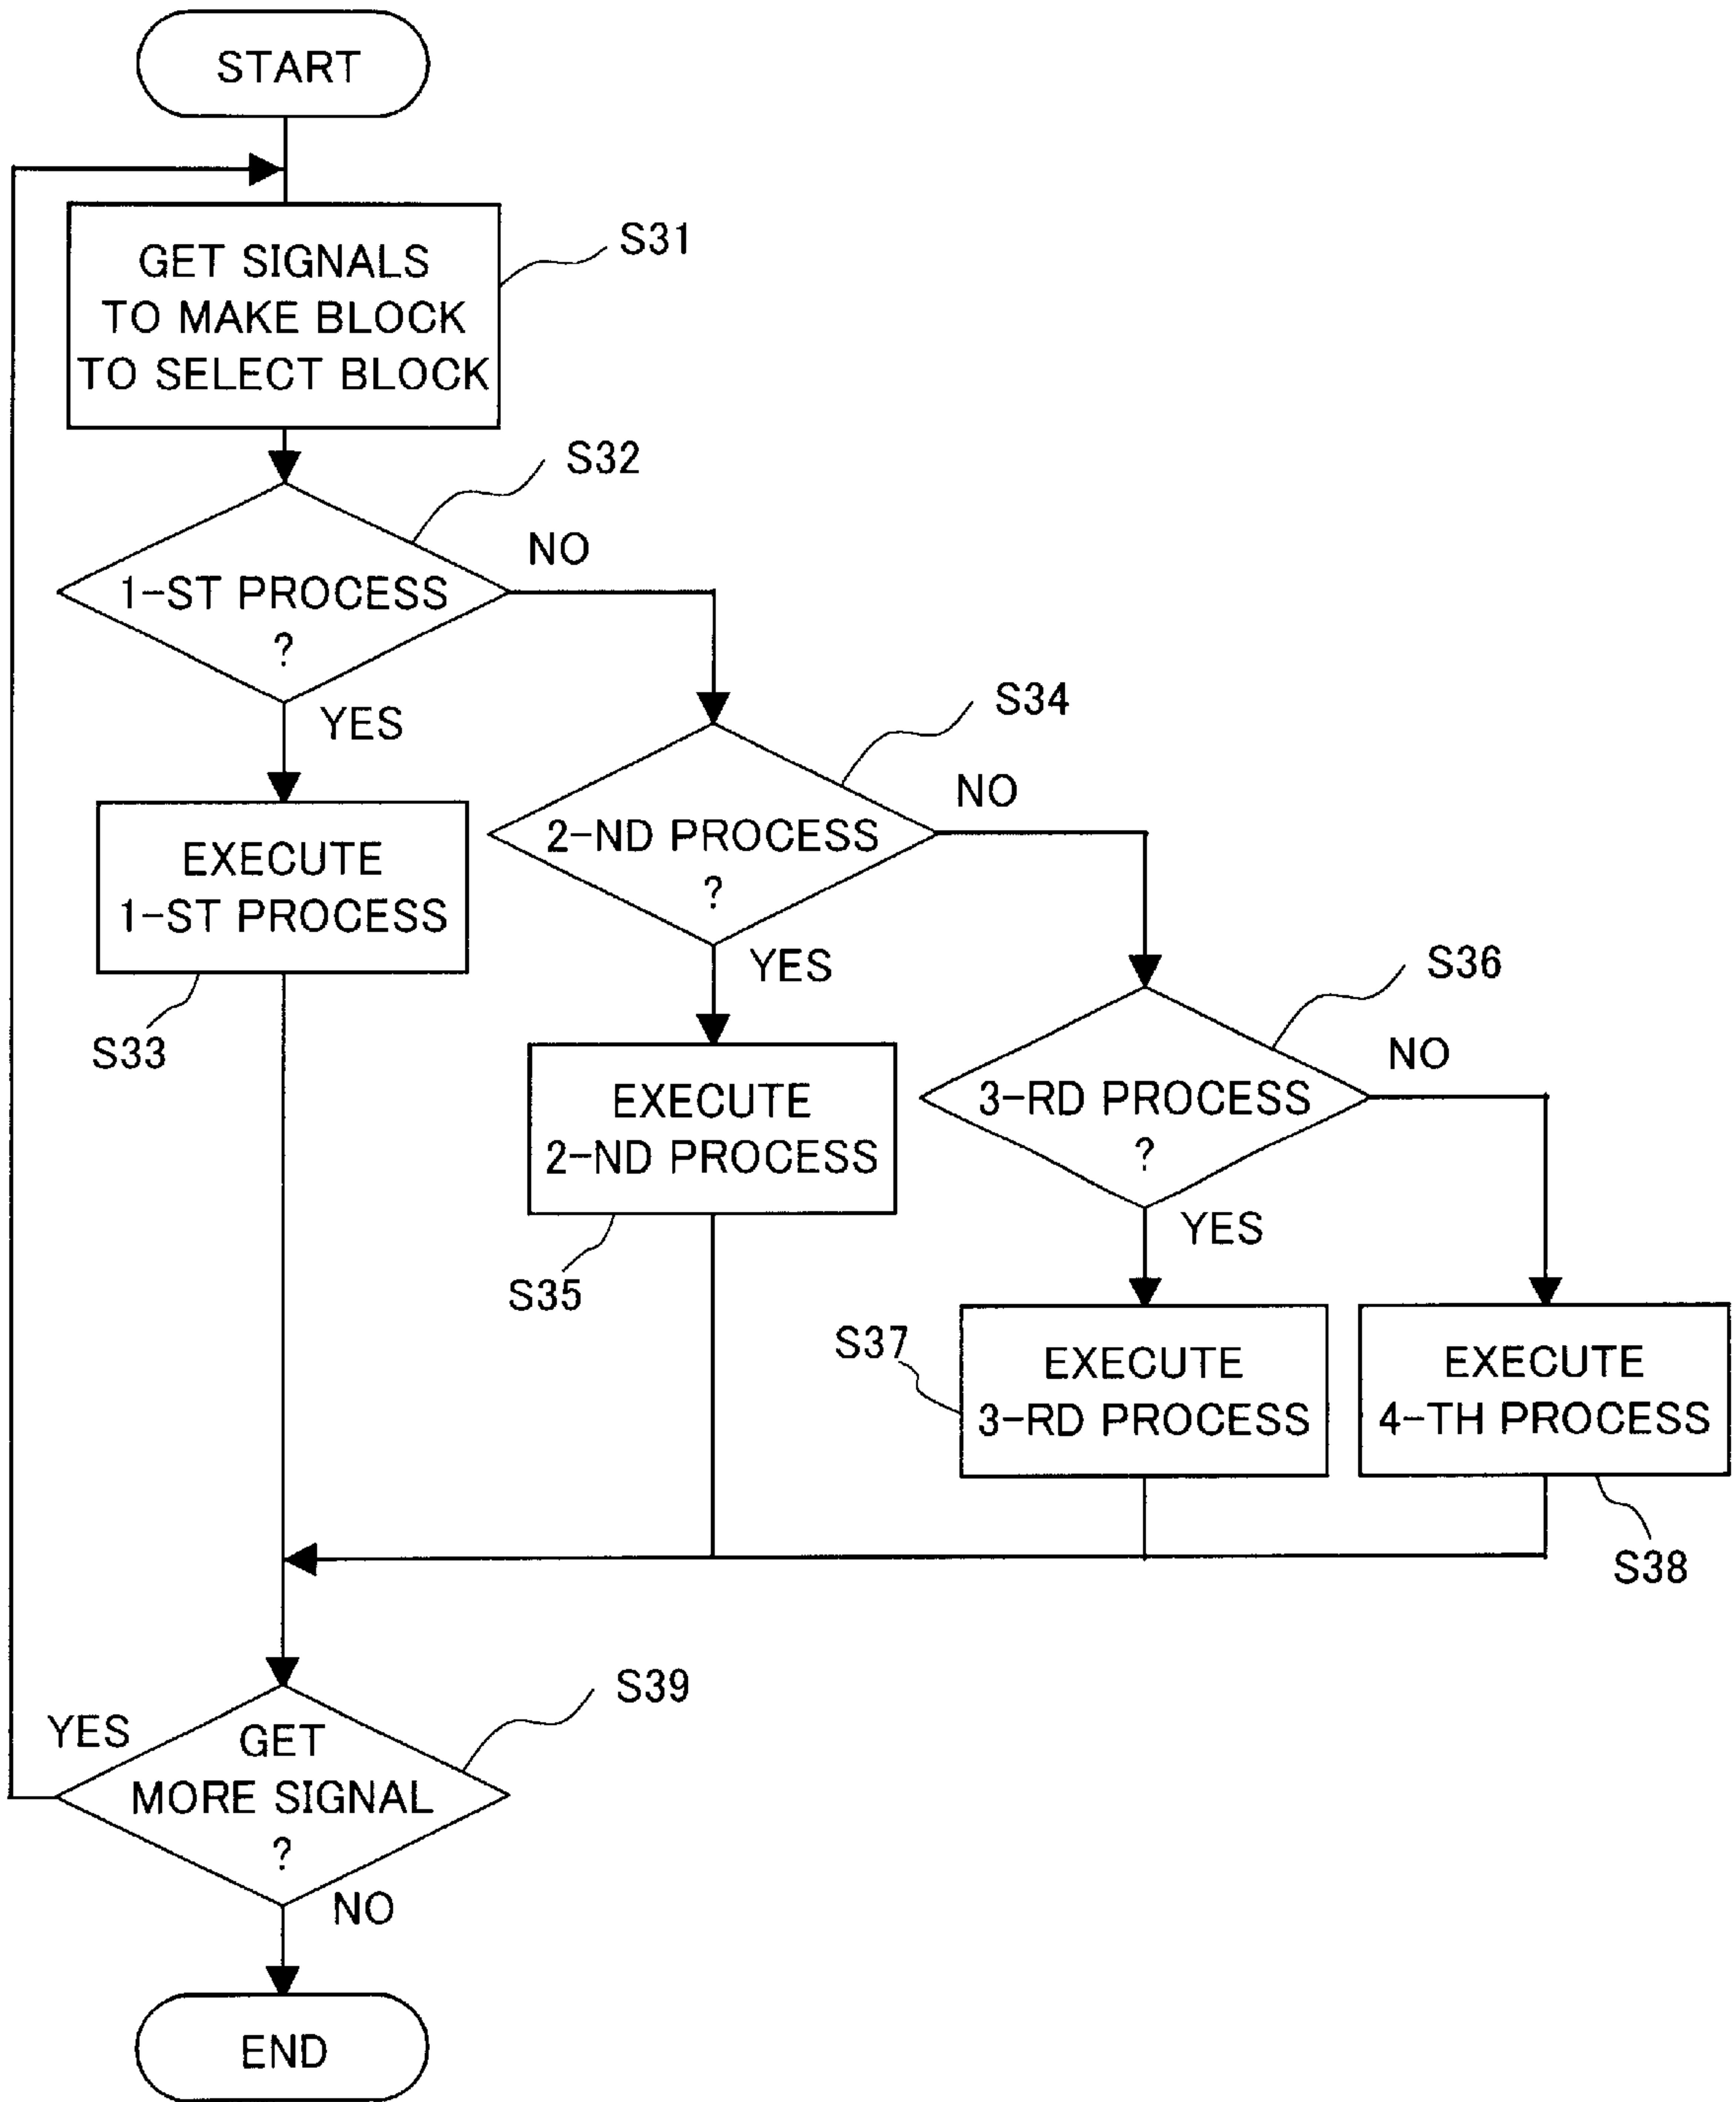 START
GET SIGNALS
TO MAKE BLOCK
TO SELECT BLOCK
S31
S32
1-ST PROCESS
?
NO
YES
EXECUTE
1-ST PROCESS
S33
S34
2-ND PROCESS
?
NO
YES
EXECUTE
2-ND PROCESS
S35
S36
3-RD PROCESS
?
NO
YES
S37
EXECUTE
3-RD PROCESS
EXECUTE
4-TH PROCESS
S38
S39
YES
GET
MORE SIGNAL
?
NO
END